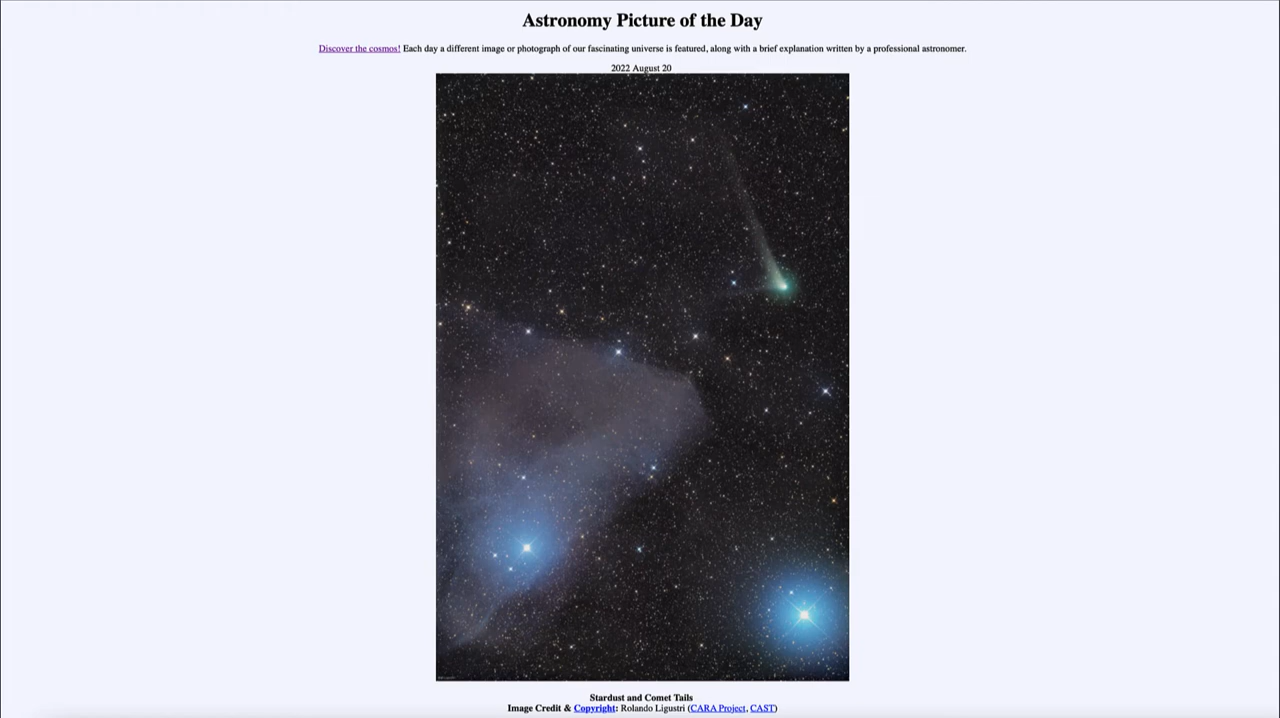 Astronomy Picture of the Day
Discover the cosmos! Each day a different image or photograph of our fascinating universe is featured, along with a brief explanation written by a professional astronomer.
2022 August 20
Stardust and Comet Tails
Image Credit & Copyright: Rolando Ligustri (CARA Project, CAST)